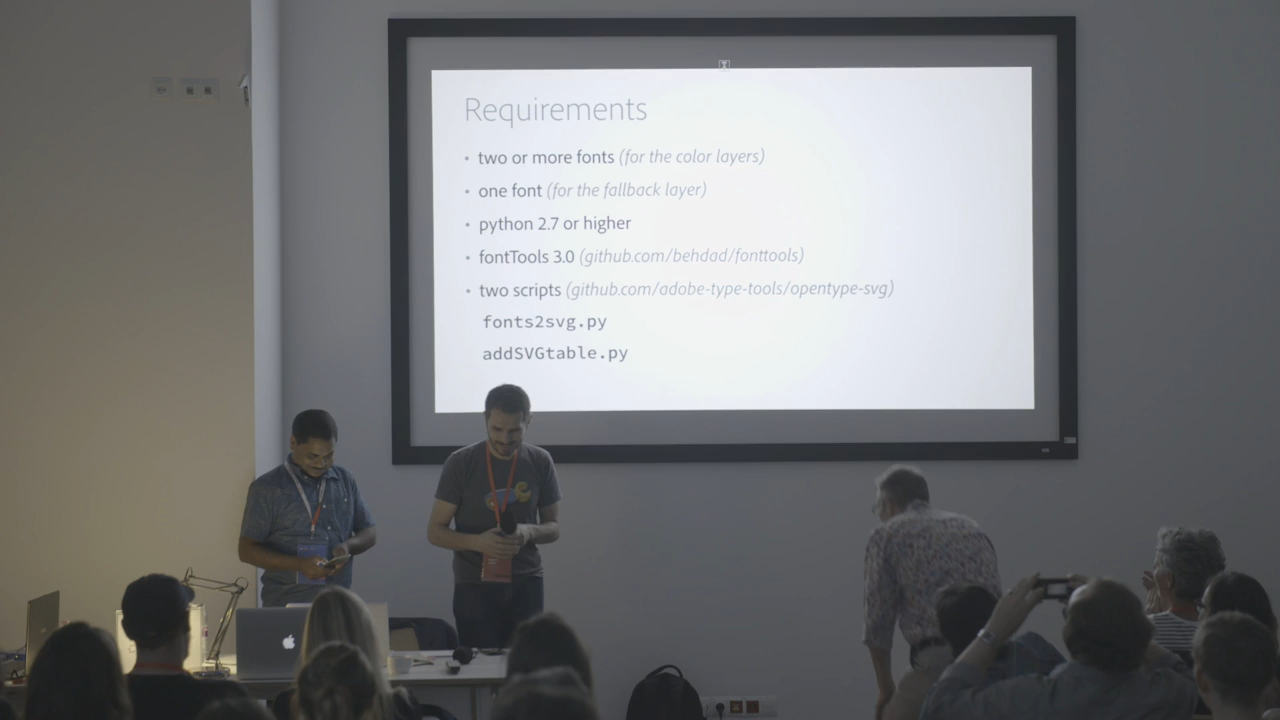 Requirements
• two or more fonts (for the color layers)
• one font (for the fallback layer)
• python 2.7 or higher
• fontTools 3.0 (github.com/behdad/fonttools)
• two scripts (github.com/adobe-type-tools/opentype-svg)
fonts2svg.py
addSVGtable.py